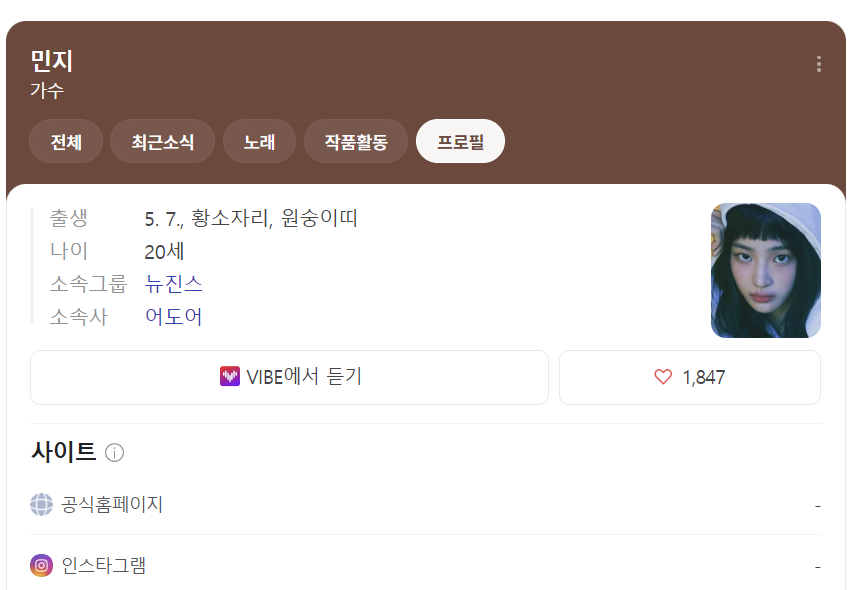 민지
가수
전체 최근소식 노래 작품활동 프로필
출생 5. 7., 황소자리, 원숭이띠
나이 20세
소속그룹 뉴진스
소속사 어도어
VIBE에서 듣기 1,847
사이트
공식홈페이지 -
인스타그램 -